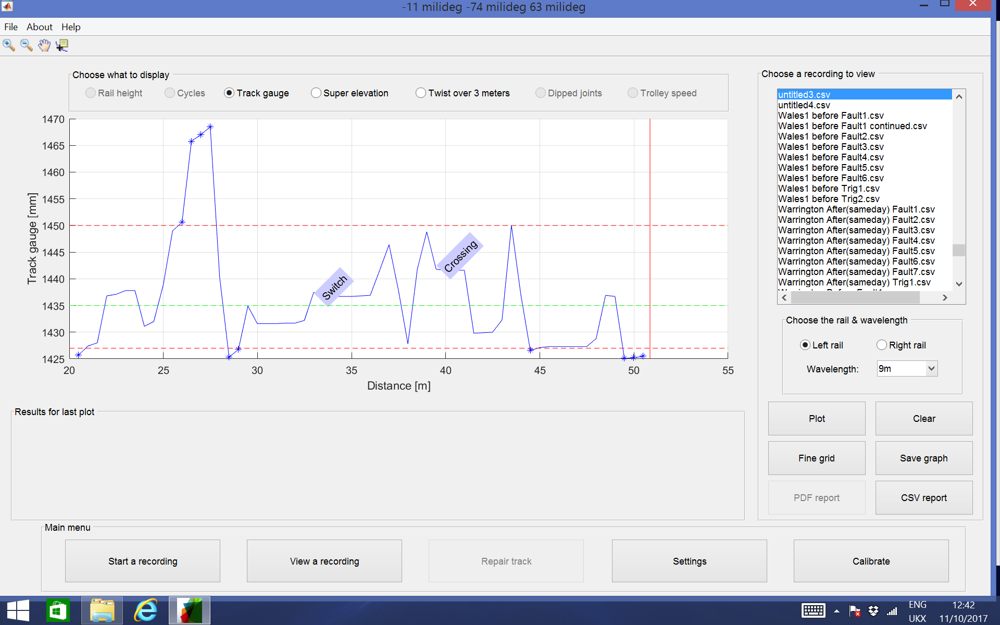 -11 milideg -74 milideg 63 milideg
File About Help
Choose what to display
Rail height Cycles Track gauge Super elevation Twist over 3 meters Dipped joints Trolley speed
1470
1465
1460
1455
1450
1445
1440
1435
1430
1425
Track gauge [mm]
Switch
Crossing
20 25 30 35 40 45 50 55
Distance [m]
Choose a recording to view
untitled3.csv
untitled4.csv
Wales1 before Fault1.csv
Wales1 before Fault1 continued.csv
Wales1 before Fault2.csv
Wales1 before Fault3.csv
Wales1 before Fault4.csv
Wales1 before Fault5.csv
Wales1 before Fault6.csv
Wales1 before Trig1.csv
Wales1 before Trig2.csv
Warrington After(sameday) Fault1.csv
Warrington After(sameday) Fault2.csv
Warrington After(sameday) Fault3.csv
Warrington After(sameday) Fault4.csv
Warrington After(sameday) Fault5.csv
Warrington After(sameday) Fault6.csv
Warrington After(sameday) Fault7.csv
Warrington After(sameday) Trig1.csv
Choose the rail & wavelength
Left rail Right rail
Wavelength: 9m
Plot Clear
Fine grid Save graph
PDF report CSV report
Results for last plot
Main menu
Start a recording View a recording Repair track Settings Calibrate
ENG 12:42
UKX 11/10/2017